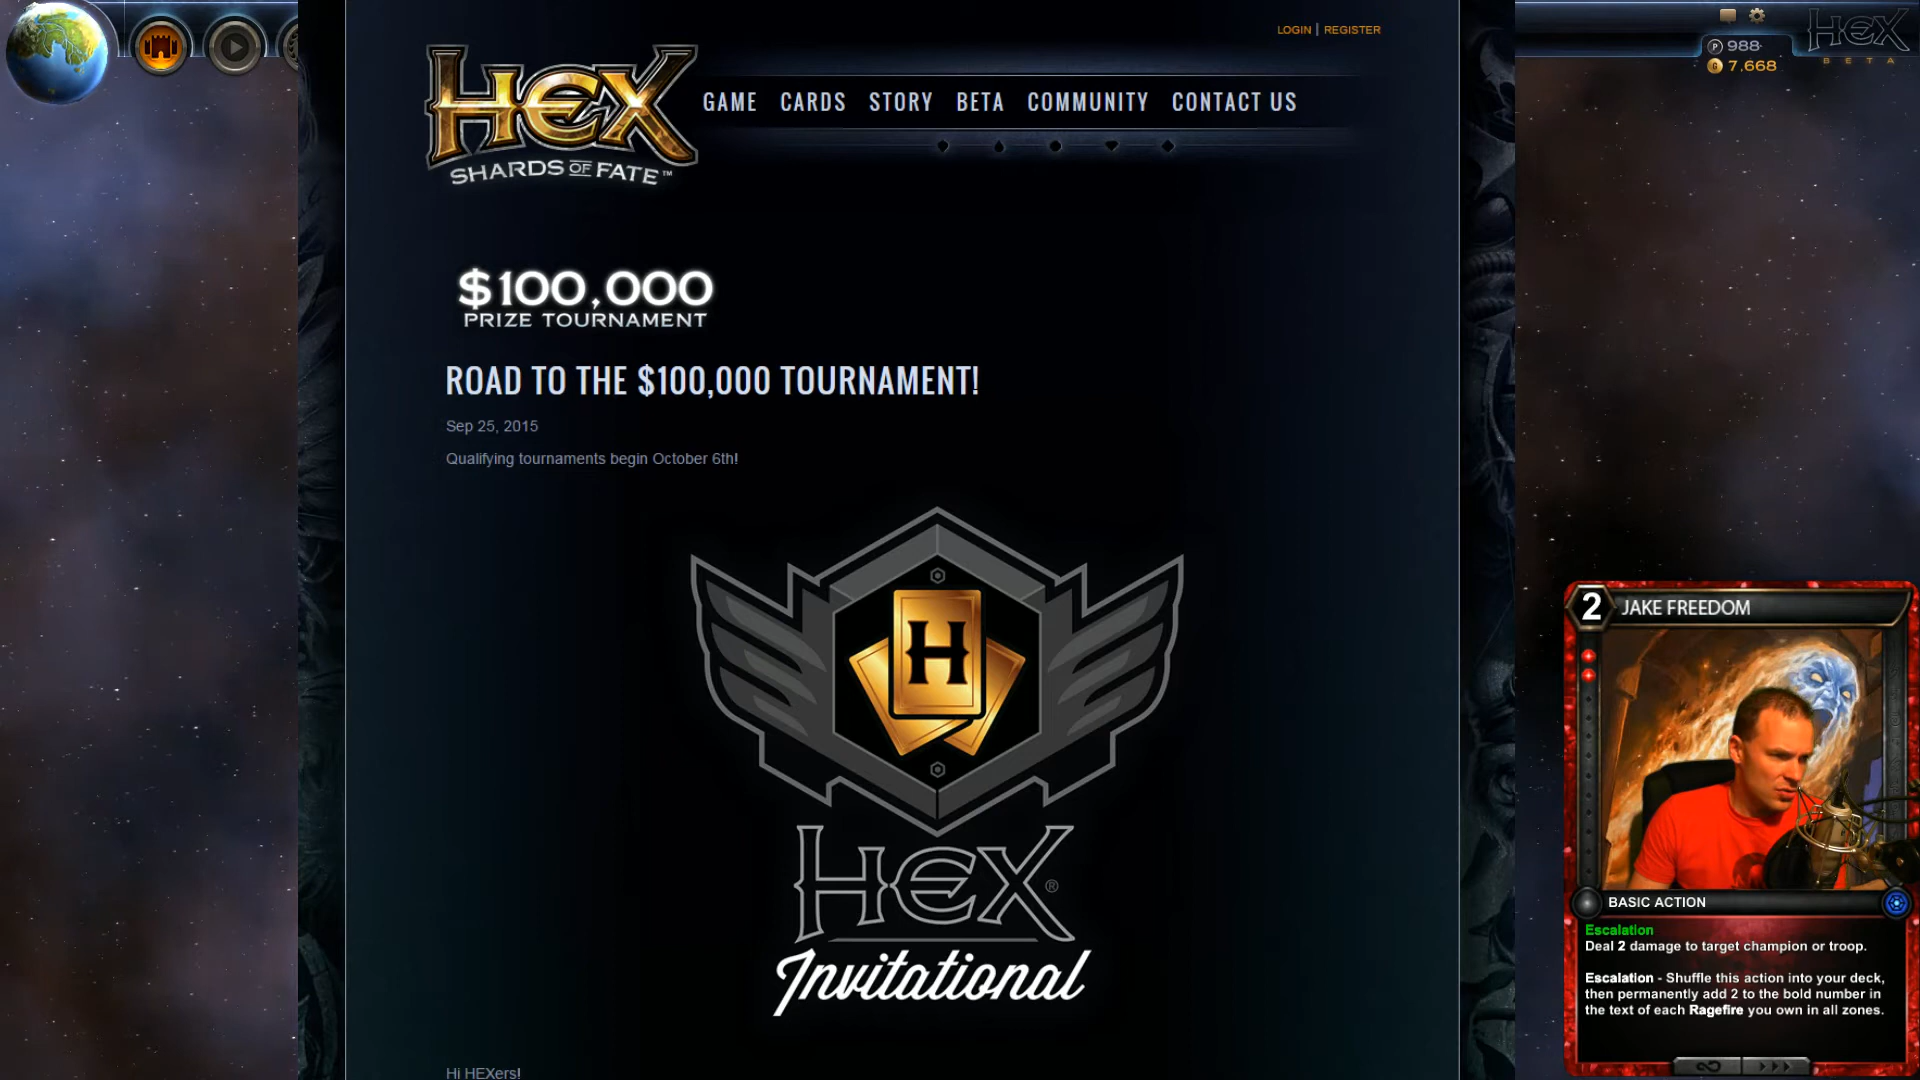 LOGIN | REGISTER
HEX
SHARDS OF FATE™
GAME CARDS STORY BETA COMMUNITY CONTACT US
HEX
BETA
P 988
G 7,668
$100,000
PRIZE TOURNAMENT
ROAD TO THE $100,000 TOURNAMENT!
Sep 25, 2015
Qualifying tournaments begin October 6th!
H
HEX®
Invitational
Hi HEXers!
2 JAKE FREEDOM
BASIC ACTION
Escalation
Deal 2 damage to target champion or troop.
Escalation - Shuffle this action into your deck,
then permanently add 2 to the bold number in
the text of each Ragefire you own in all zones.